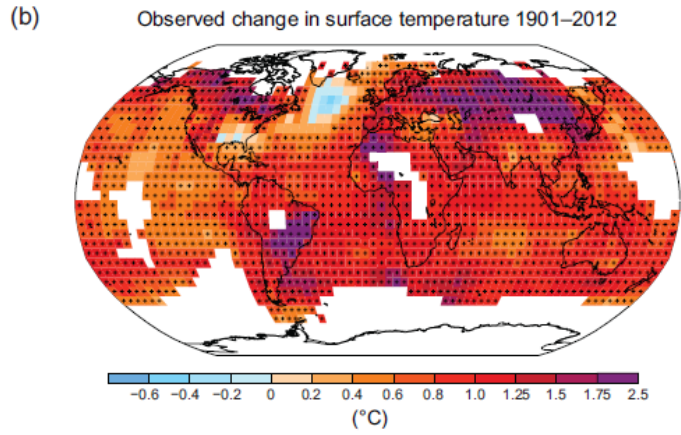 (b)
Observed change in surface temperature 1901–2012
−0.6 −0.4 −0.2 0 0.2 0.4 0.6 0.8 1.0 1.25 1.5 1.75 2.5
(°C)